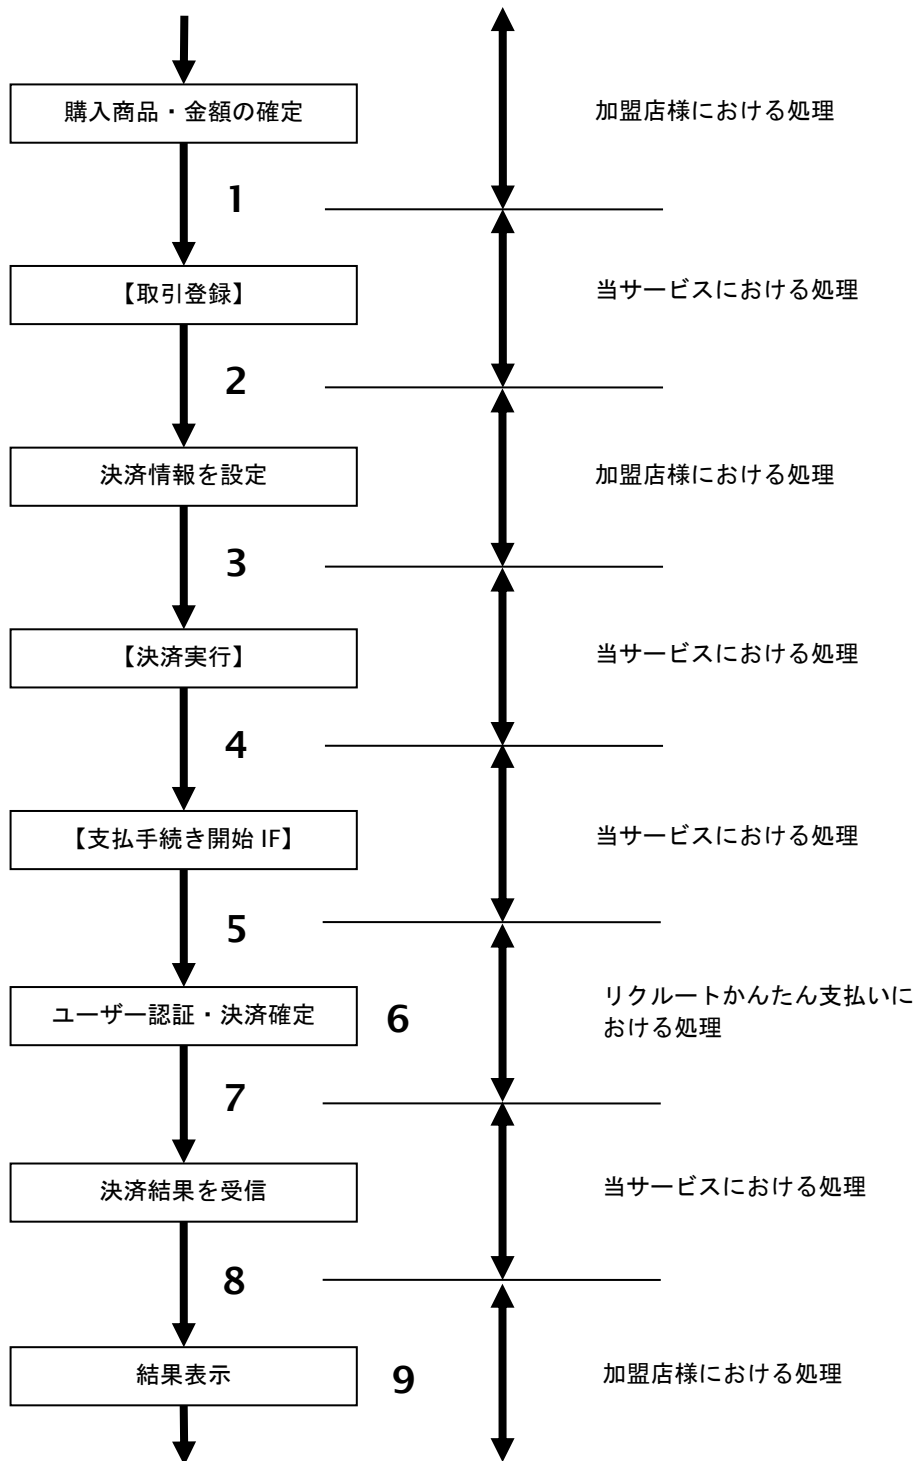 購入商品・金額の確定
加盟店様における処理
1
【取引登録】
当サービスにおける処理
2
決済情報を設定
加盟店様における処理
3
【決済実行】
当サービスにおける処理
4
【支払手続き開始 IF】
当サービスにおける処理
5
ユーザー認証・決済確定
6
リクルートかんたん支払いに
おける処理
7
決済結果を受信
当サービスにおける処理
8
結果表示
9
加盟店様における処理